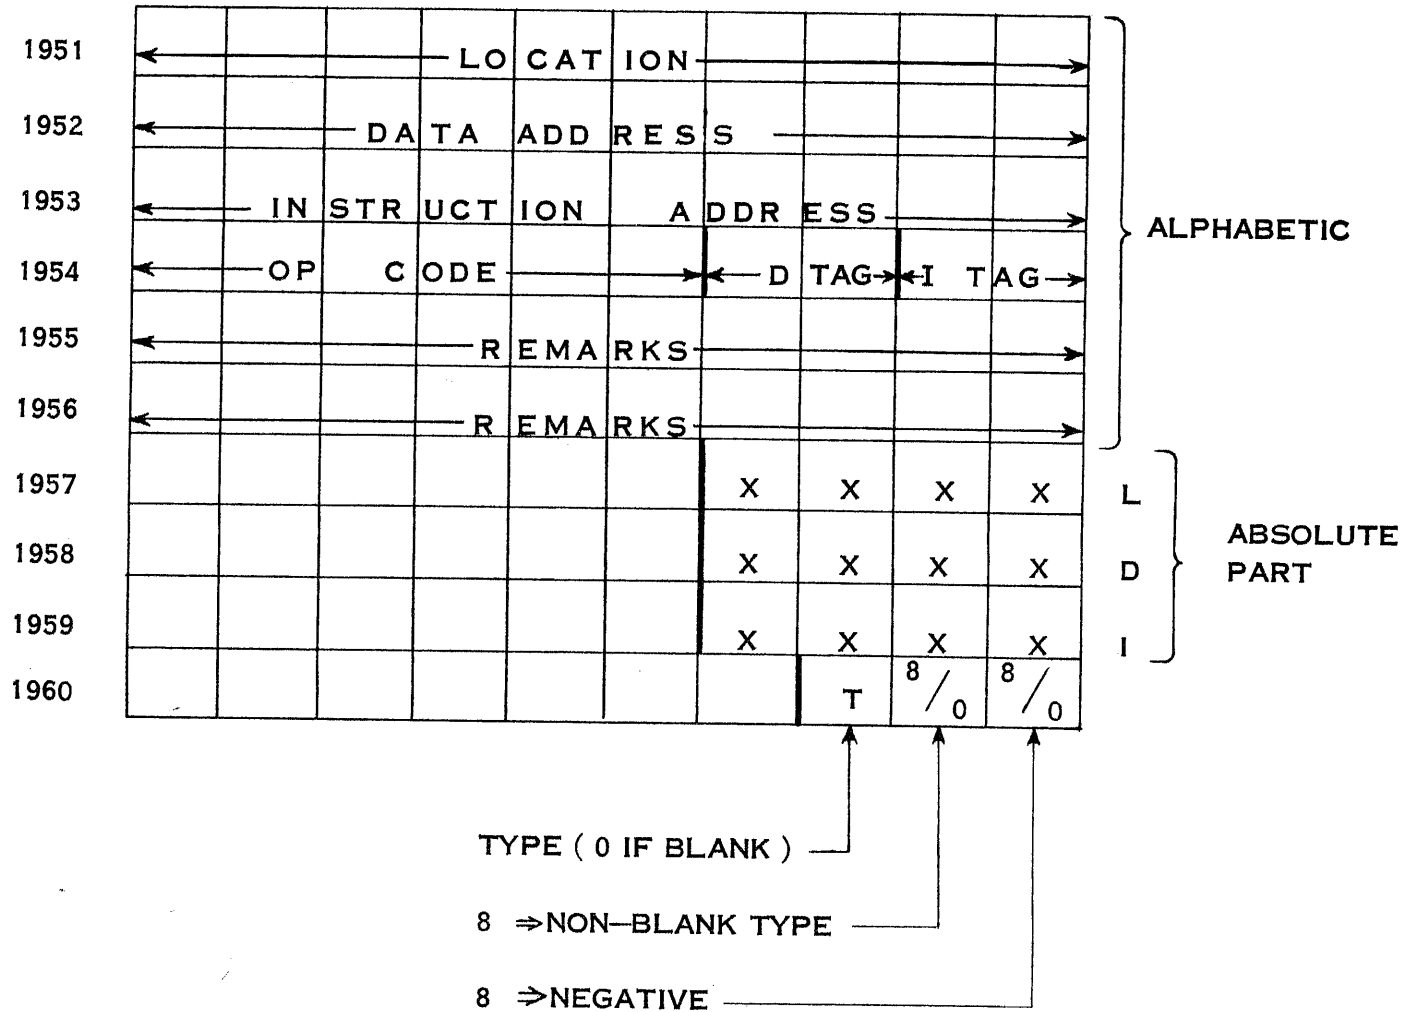 1951 LOCATION
1952 DATA ADDRESS
1953 INSTRUCTION ADDRESS
ALPHABETIC
1954 OP CODE D TAG I TAG
1955 REMARKS
1956 REMARKS
1957 X X X X L
ABSOLUTE
PART
1958 X X X X D
1959 X X X X I
1960 T 8/0 8/0
TYPE ( 0 IF BLANK )
8 ⇒NON-BLANK TYPE
8 ⇒NEGATIVE